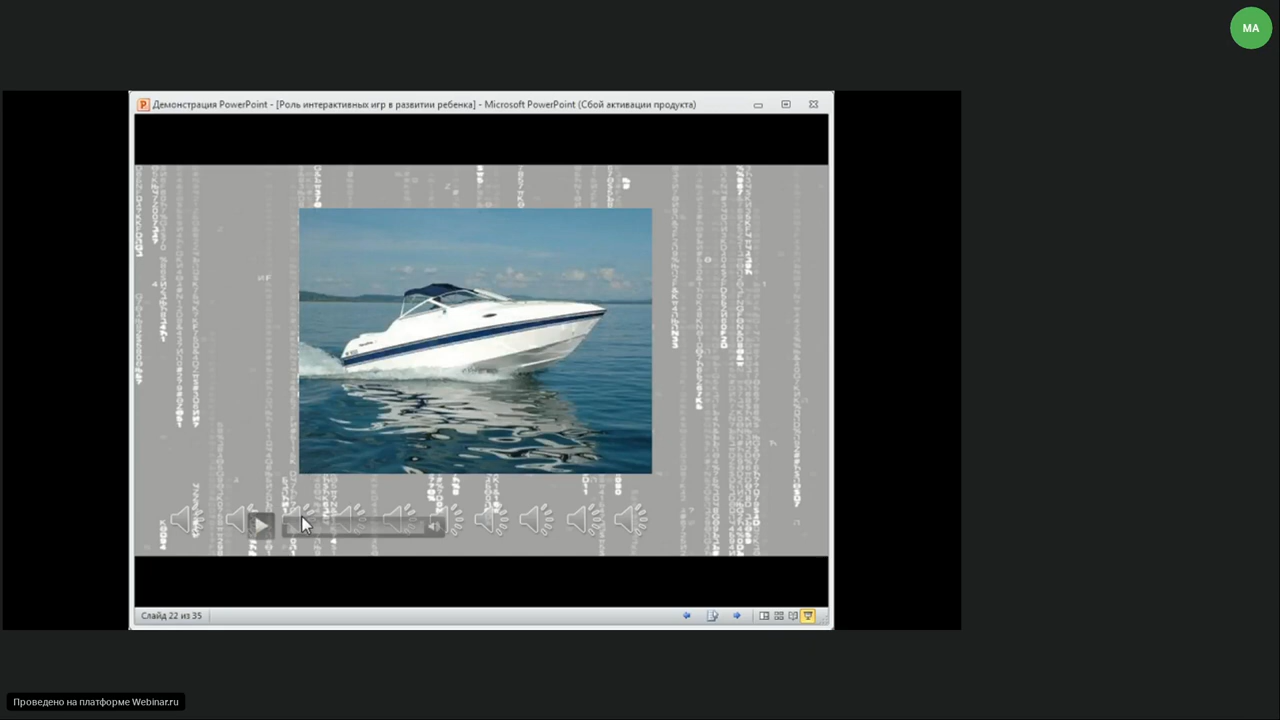 MA
Демонстрация PowerPoint - [Роль интерактивных игр в развитии ребенка] - Microsoft PowerPoint (Сбой активации продукта)
Слайд 22 из 35
Проведено на платформе Webinar.ru